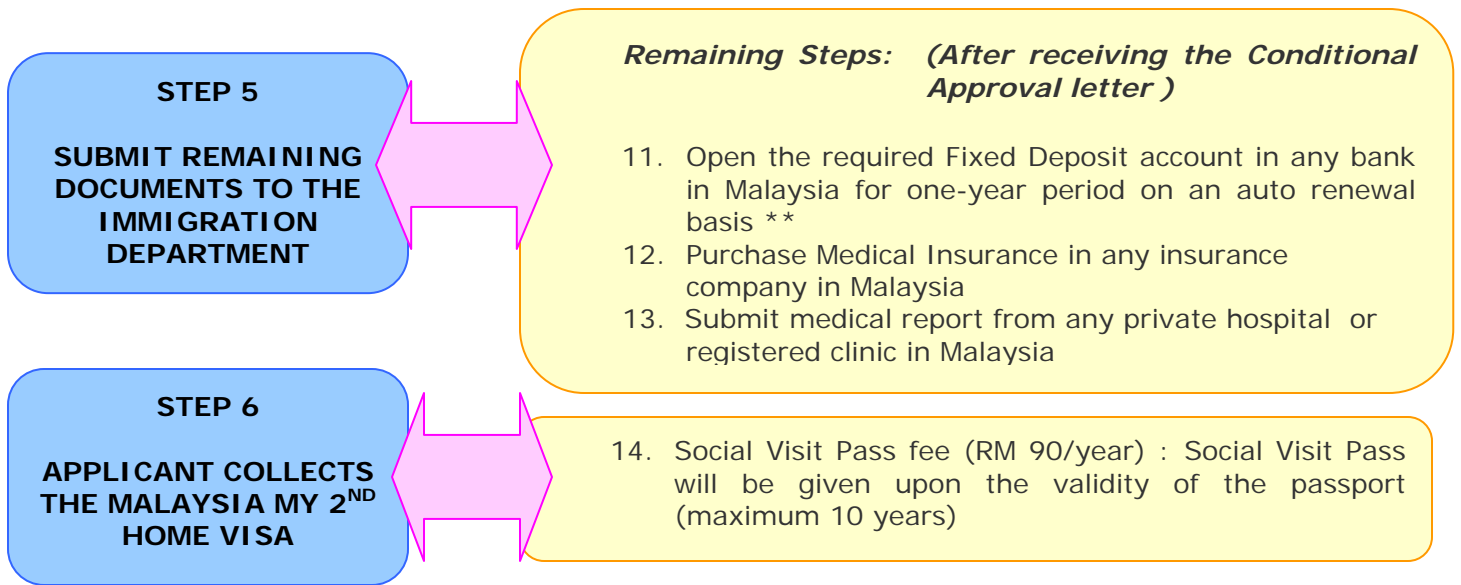 STEP 5
SUBMIT REMAINING
DOCUMENTS TO THE
IMMIGRATION
DEPARTMENT
Remaining Steps: (After receiving the Conditional
Approval letter )
11. Open the required Fixed Deposit account in any bank
in Malaysia for one-year period on an auto renewal
basis **
12. Purchase Medical Insurance in any insurance
company in Malaysia
13. Submit medical report from any private hospital or
registered clinic in Malaysia
STEP 6
APPLICANT COLLECTS
THE MALAYSIA MY 2ND
HOME VISA
14. Social Visit Pass fee (RM 90/year) : Social Visit Pass
will be given upon the validity of the passport
(maximum 10 years)